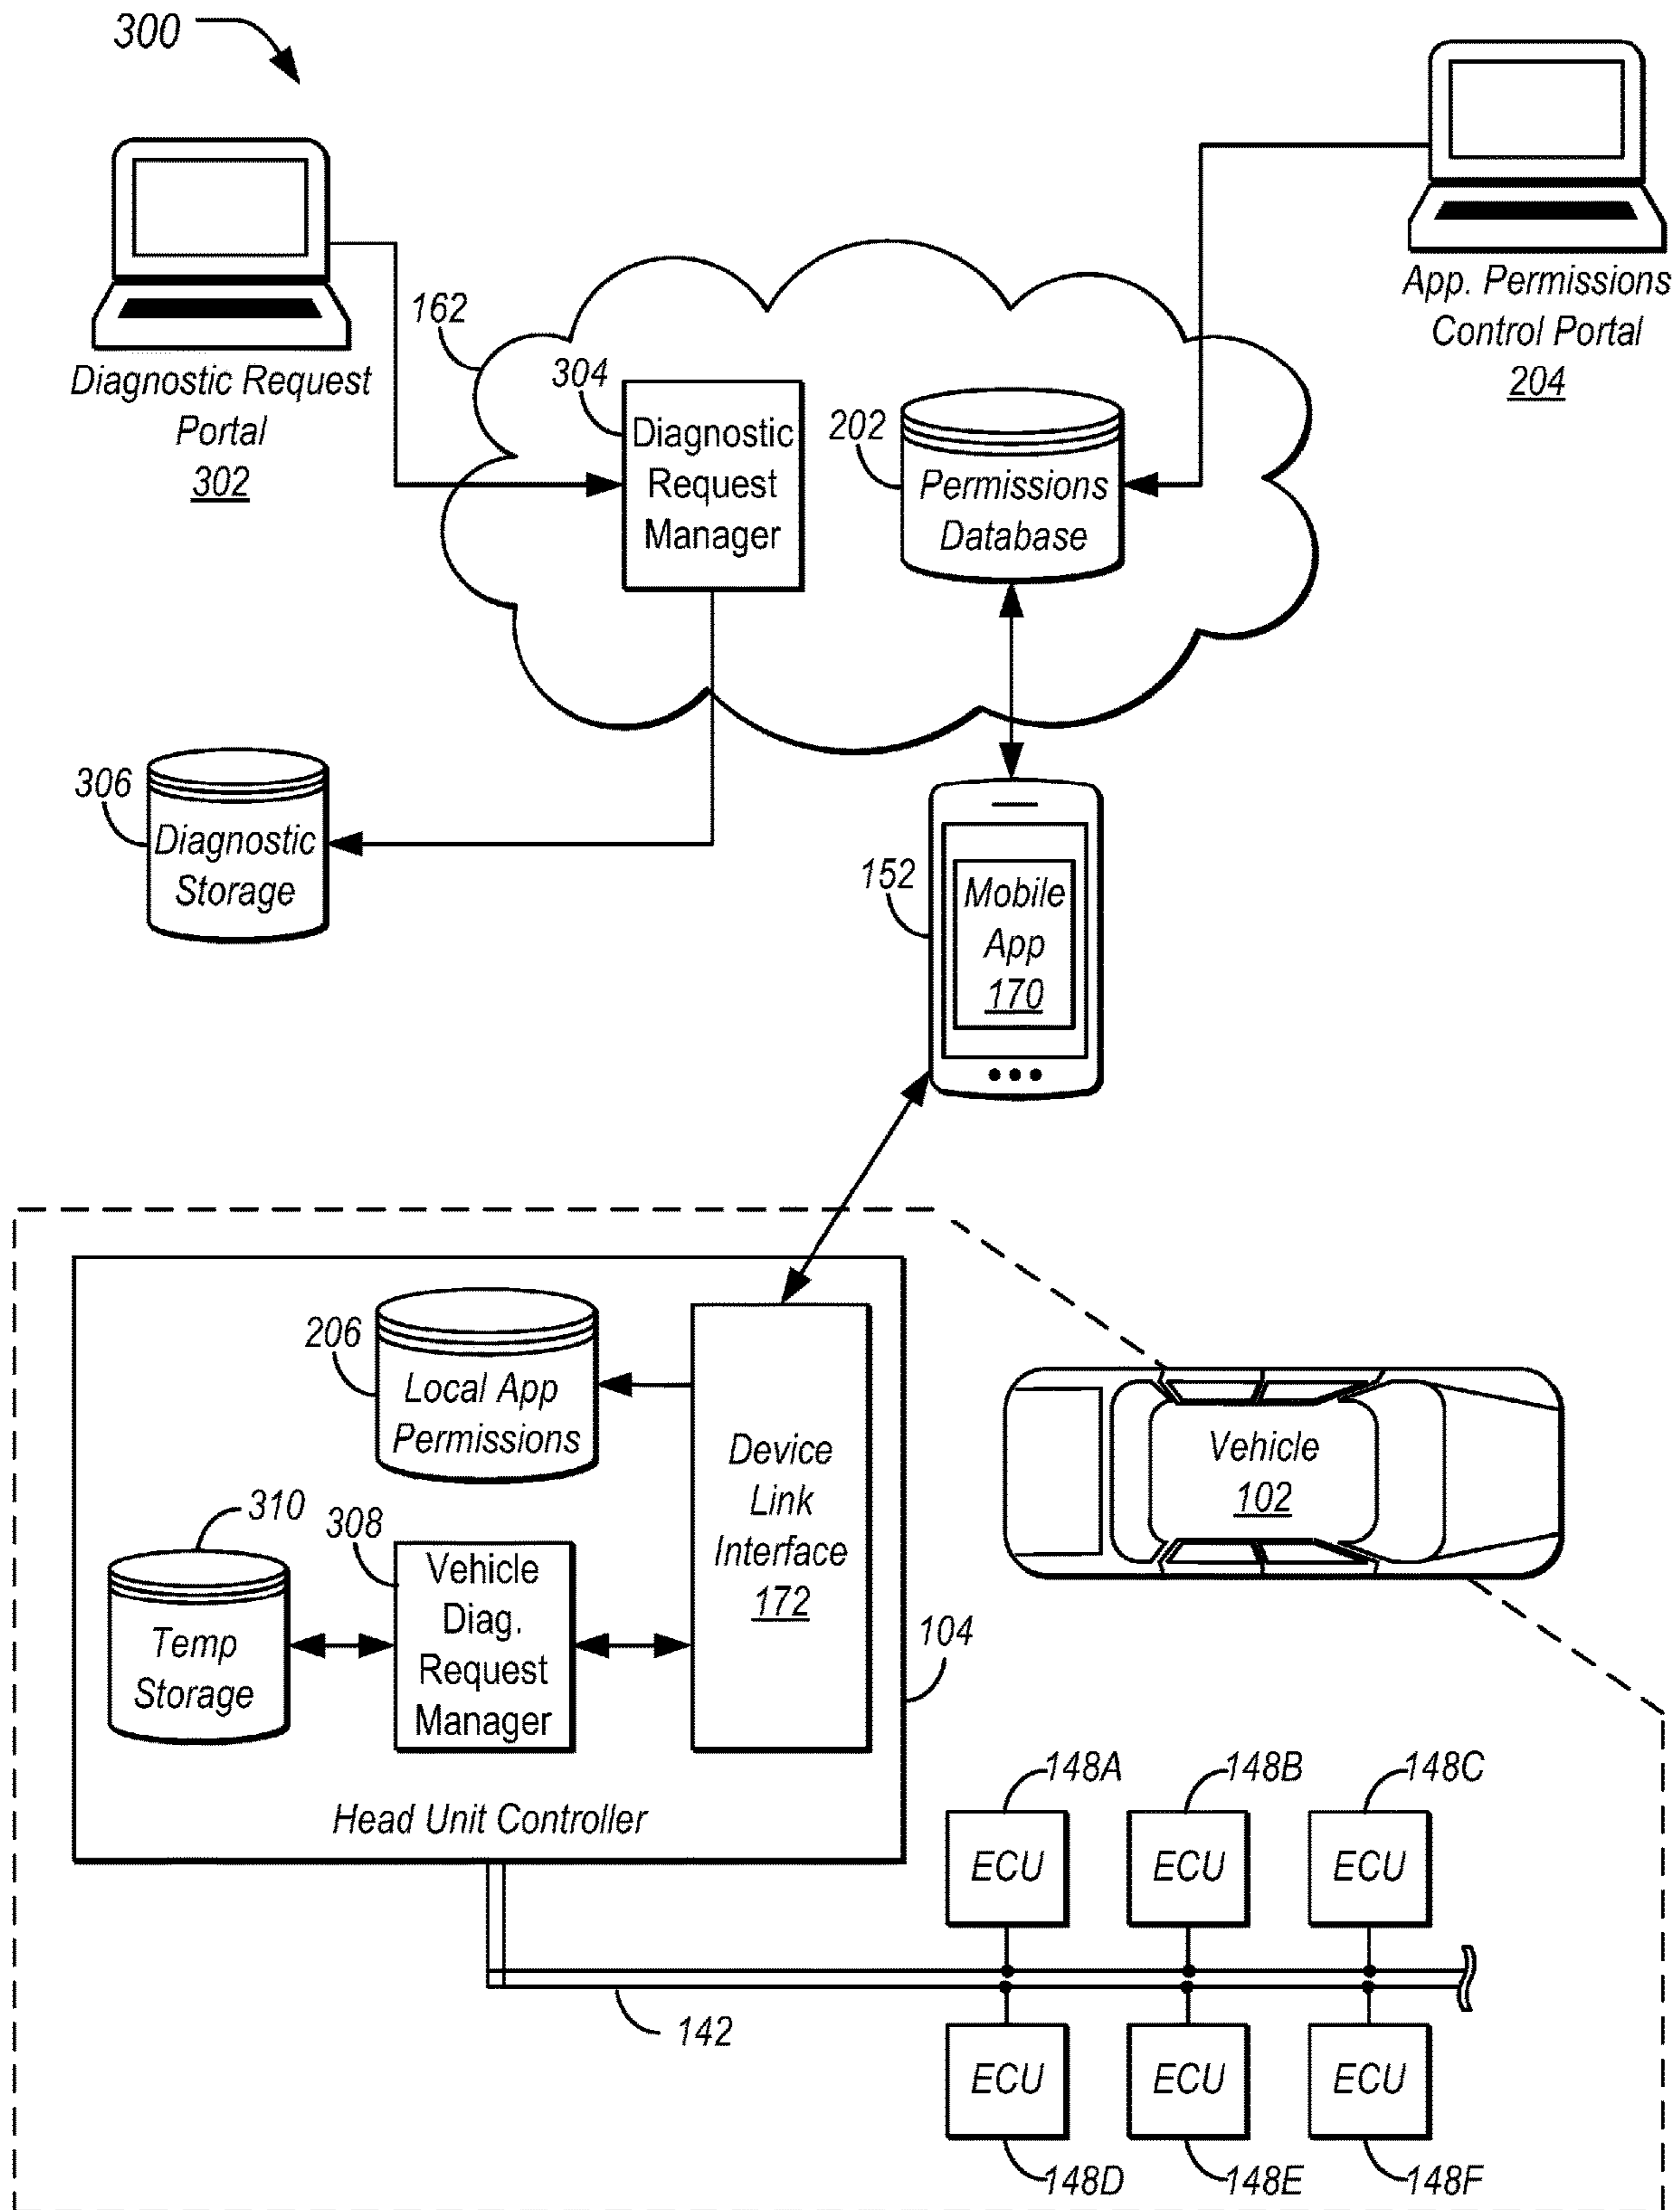 300
Diagnostic Request
Portal
302
App. Permissions
Control Portal
204
162
304
Diagnostic
Request
Manager
202
Permissions
Database
306
Diagnostic
Storage
152
Mobile
App
170
206
Local App
Permissions
Device
Link
Interface
172
310
Temp
Storage
308
Vehicle
Diag.
Request
Manager
104
Head Unit Controller
Vehicle
102
148A
148B
148C
ECU
ECU
ECU
142
ECU
ECU
ECU
148D
148E
148F